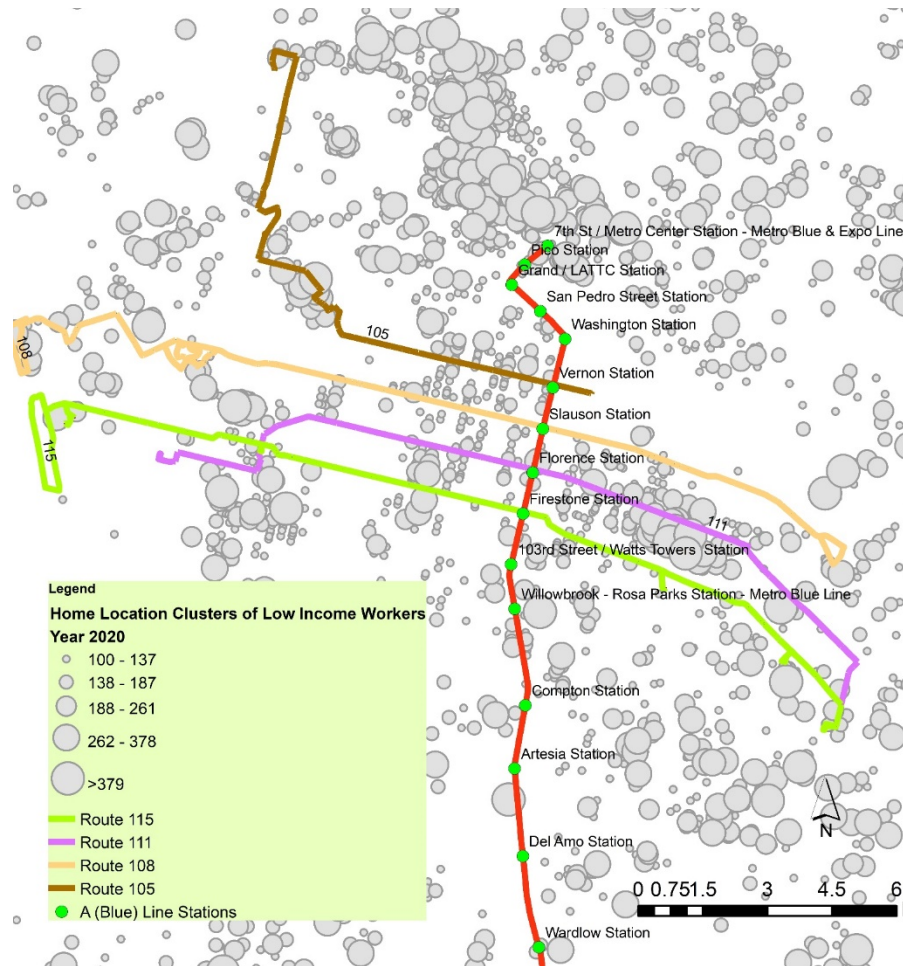 7th St / Metro Center Station - Metro Blue & Expo Line
Pico Station
Grand / LATTC Station
San Pedro Street Station
Washington Station
105
108
Vernon Station
Slauson Station
115
Florence Station
Firestone Station
111
103rd Street / Watts Towers Station
Willowbrook - Rosa Parks Station - Metro Blue Line
Compton Station
Artesia Station
Del Amo Station
Wardlow Station
Legend
Home Location Clusters of Low Income Workers
Year 2020
100 - 137
138 - 187
188 - 261
262 - 378
>379
Route 115
Route 111
Route 108
Route 105
A (Blue) Line Stations
N
0 0.75 1.5 3 4.5 6